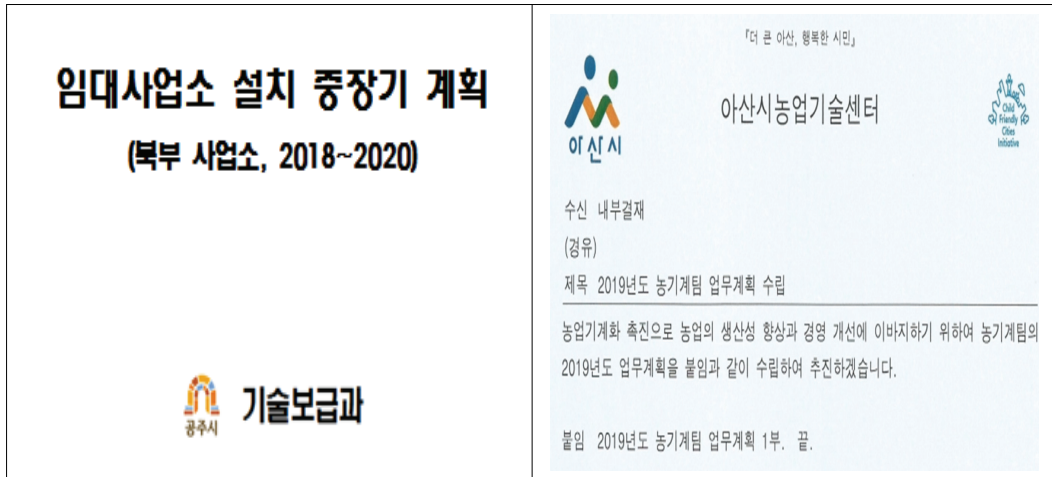 임대사업소 설치 중장기 계획
(북부 사업소, 2018~2020)
공주시
기술보급과
『더 큰 아산, 행복한 시민』
아산시
아산시농업기술센터
Child
Friendly
Cities
Initiative
수신 내부결재
(경유)
제목 2019년도 농기계팀 업무계획 수립
농업기계화 촉진으로 농업의 생산성 향상과 경영 개선에 이바지하기 위하여 농기계팀의
2019년도 업무계획을 붙임과 같이 수립하여 추진하겠습니다.
붙임 2019년도 농기계팀 업무계획 1부. 끝.